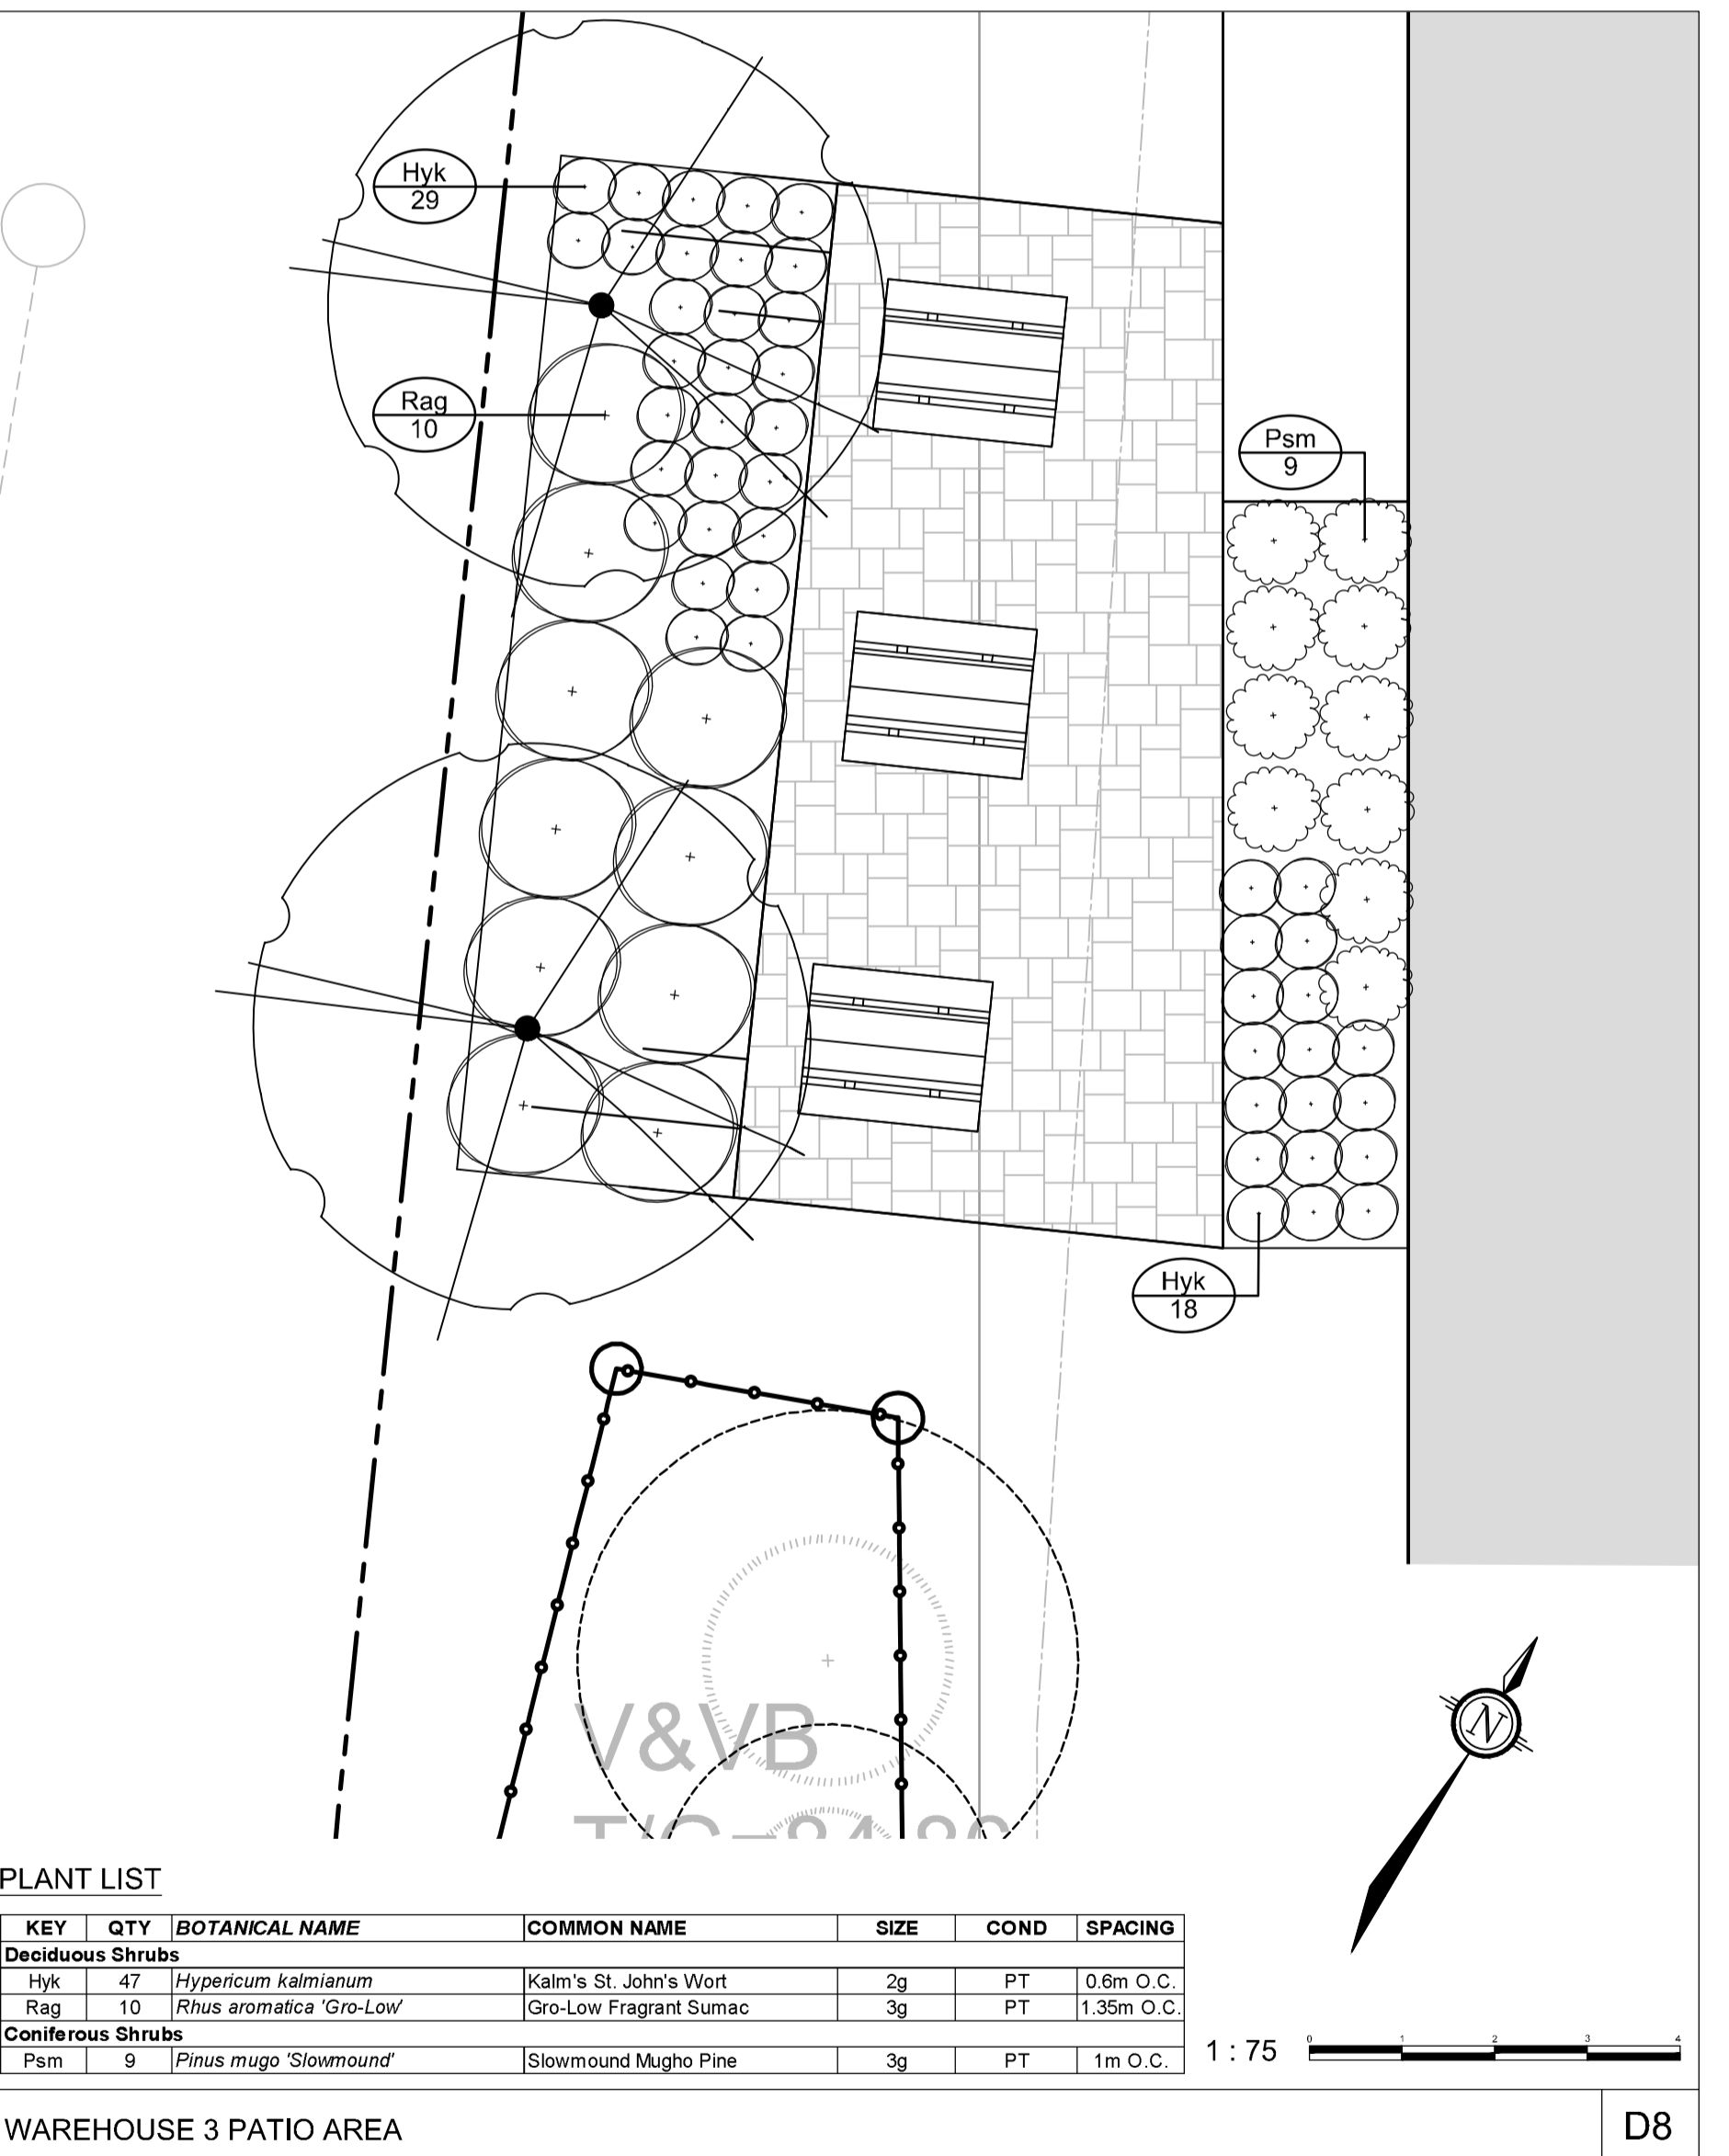 Hyk
29
Rag
10
Psm
9
Hyk
18
N
V&VB
PLANT LIST
KEY QTY BOTANICAL NAME COMMON NAME SIZE COND SPACING
Deciduous Shrubs
Hyk 47 Hypericum kalmianum Kalm's St. John's Wort 2g PT 0.6m O.C.
Rag 10 Rhus aromatica 'Gro-Low' Gro-Low Fragrant Sumac 3g PT 1.35m O.C.
Coniferous Shrubs
Psm 9 Pinus mugo 'Slowmound' Slowmound Mugho Pine 3g PT 1m O.C.
1 : 75
0 1 2 3 4
WAREHOUSE 3 PATIO AREA
D8